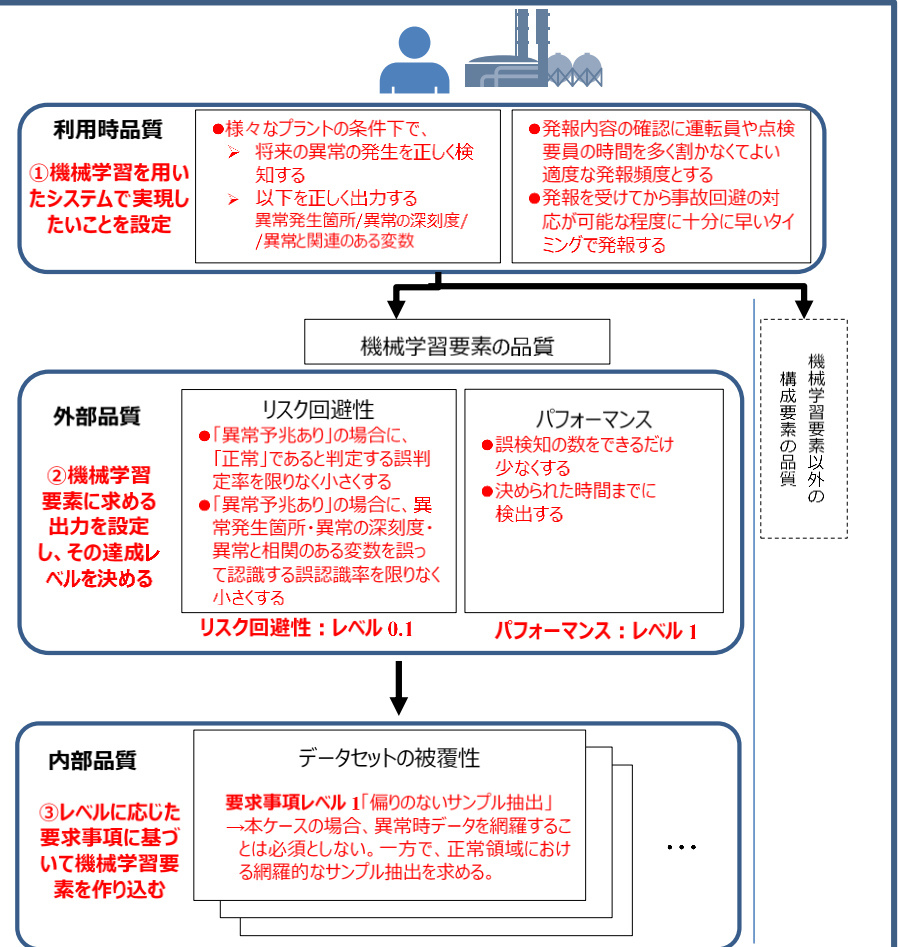 利用時品質
①機械学習を用い
たシステムで実現し
たいことを設定
●様々なプラントの条件下で、
➢ 将来の異常の発生を正しく検
知する
➢ 以下を正しく出力する
異常発生箇所/異常の深刻度/
/異常と関連のある変数
●発報内容の確認に運転員や点検
要員の時間を多く割かなくてよい
適度な発報頻度とする
●発報を受けてから事故回避の対
応が可能な程度に十分に早いタイ
ミングで発報する
機械学習要素の品質
機械学習要素以外の
構成要素の品質
外部品質
②機械学習
要素に求める
出力を設定
し、その達成レ
ベルを決める
リスク回避性
●「異常予兆あり」の場合に、
「正常」であると判定する誤判
定率を限りなく小さくする
●「異常予兆あり」の場合に、異
常発生箇所・異常の深刻度・
異常と相関のある変数を誤っ
て認識する誤認識率を限りなく
小さくする
リスク回避性：レベル 0.1
パフォーマンス
●誤検知の数をできるだけ
少なくする
●決められた時間までに
検出する
パフォーマンス：レベル 1
内部品質
③レベルに応じた
要求事項に基づ
いて機械学習要
素を作り込む
データセットの被覆性
要求事項レベル 1「偏りのないサンプル抽出」
→本ケースの場合、異常時データを網羅するこ
とは必須としない。一方で、正常領域におけ
る網羅的なサンプル抽出を求める。
…